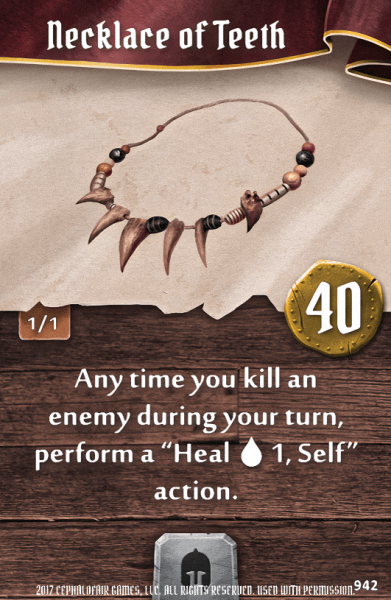 Necklace of Teeth
1/1
40
Any time you kill an
enemy during your turn,
perform a “Heal 1, Self”
action.
2017 CEPHALOFAIR GAMES, LLC. ALL RIGHTS RESERVED. USED WITH PERMISSION.
942